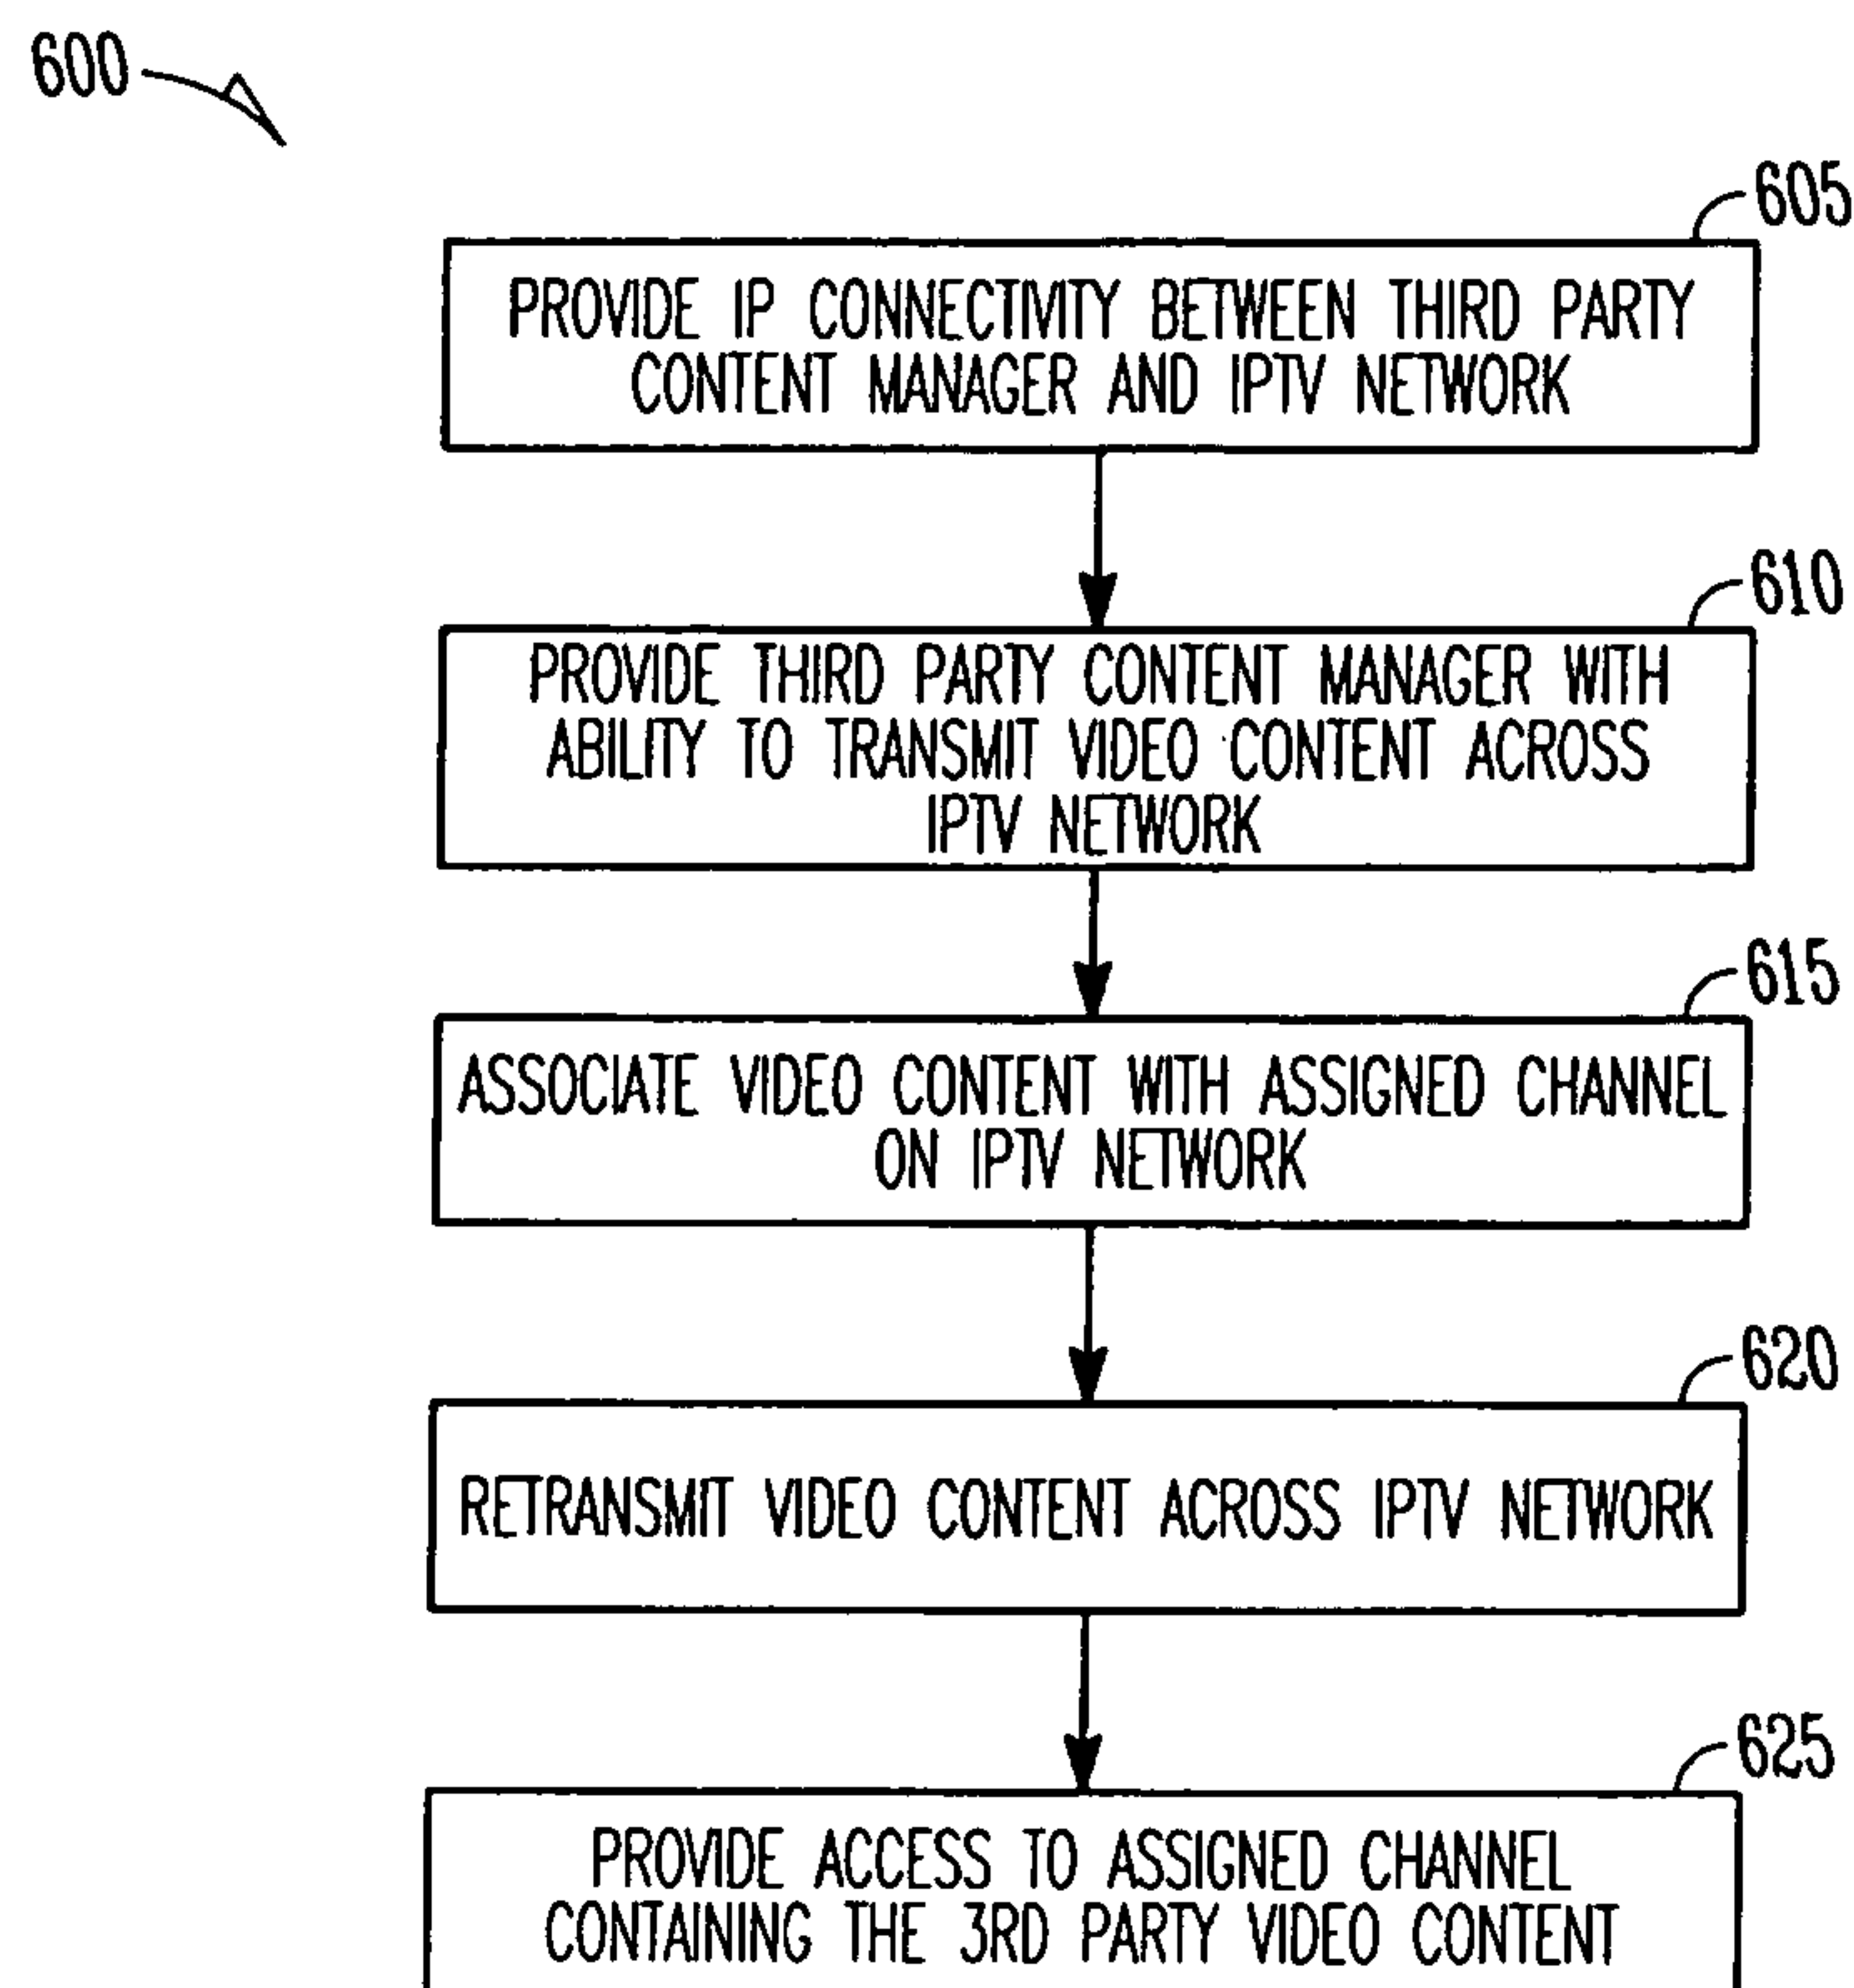 600
605
PROVIDE IP CONNECTIVITY BETWEEN THIRD PARTY
CONTENT MANAGER AND IPTV NETWORK
610
PROVIDE THIRD PARTY CONTENT MANAGER WITH
ABILITY TO TRANSMIT VIDEO CONTENT ACROSS
IPTV NETWORK
615
ASSOCIATE VIDEO CONTENT WITH ASSIGNED CHANNEL
ON IPTV NETWORK
620
RETRANSMIT VIDEO CONTENT ACROSS IPTV NETWORK
625
PROVIDE ACCESS TO ASSIGNED CHANNEL
CONTAINING THE 3RD PARTY VIDEO CONTENT